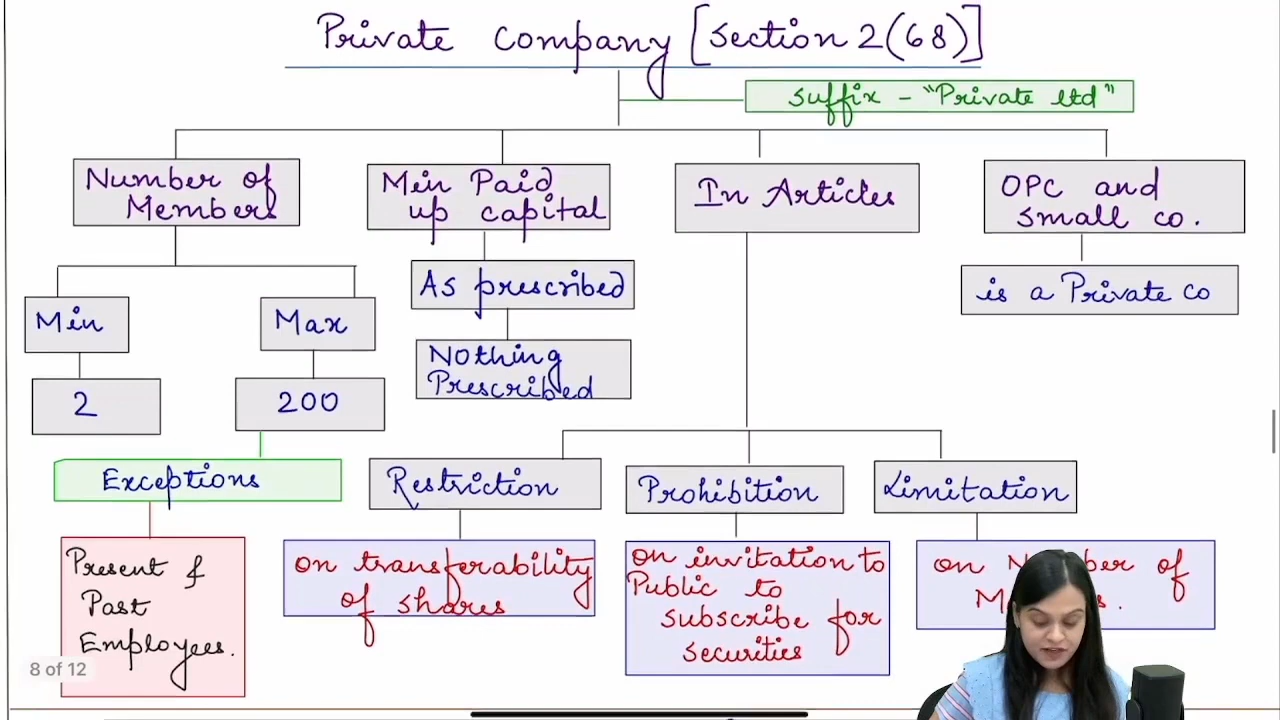 Private Company [Section 2(68)]
Suffix - "Private ltd"
Number of
Members
Min Paid
up capital
In Articles
OPC and
small co.
Min
Max
As prescribed
is a Private co
2
200
Nothing
Prescribed
Exceptions
Restriction
Prohibition
Limitation
Present &
Past
Employees.
on transferability
of shares
on invitation to
Public to
subscribe for
securities
on of
8 of 12